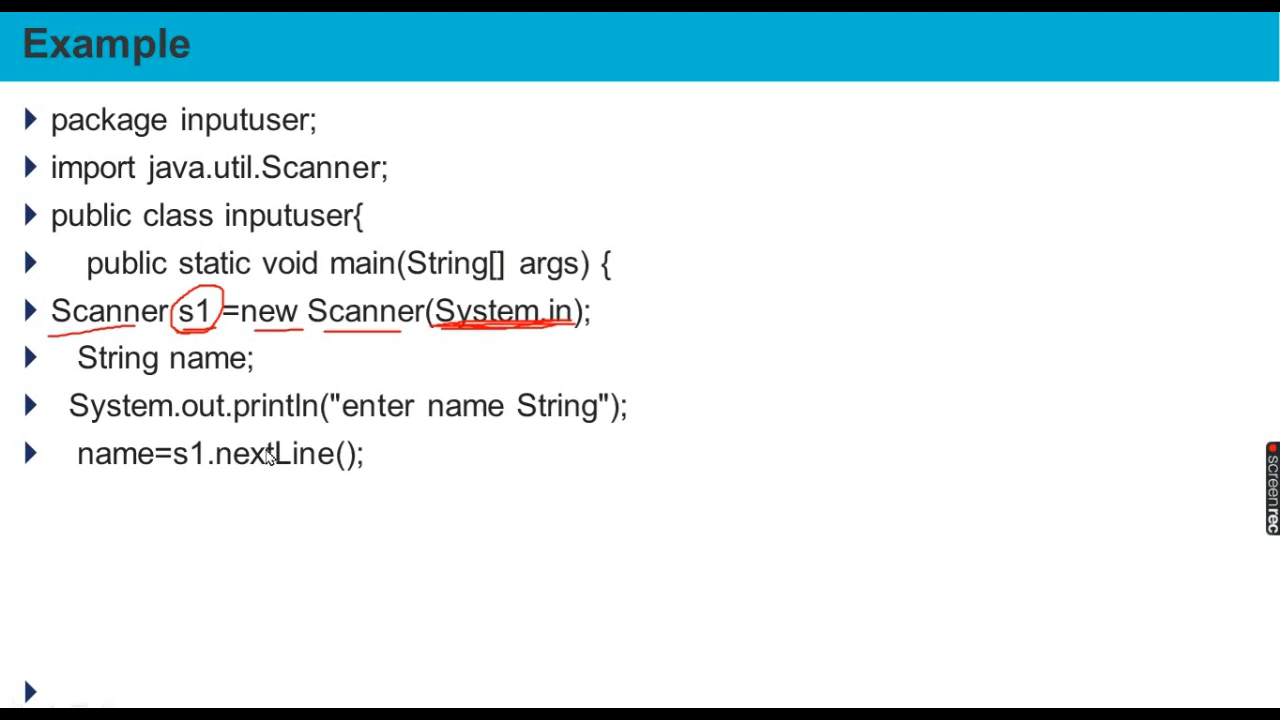 Example
package inputuser;
import java.util.Scanner;
public class inputuser{
public static void main(String[] args) {
Scanner s1 =new Scanner(System.in);
String name;
System.out.println("enter name String");
name=s1.nextLine();
screenrec